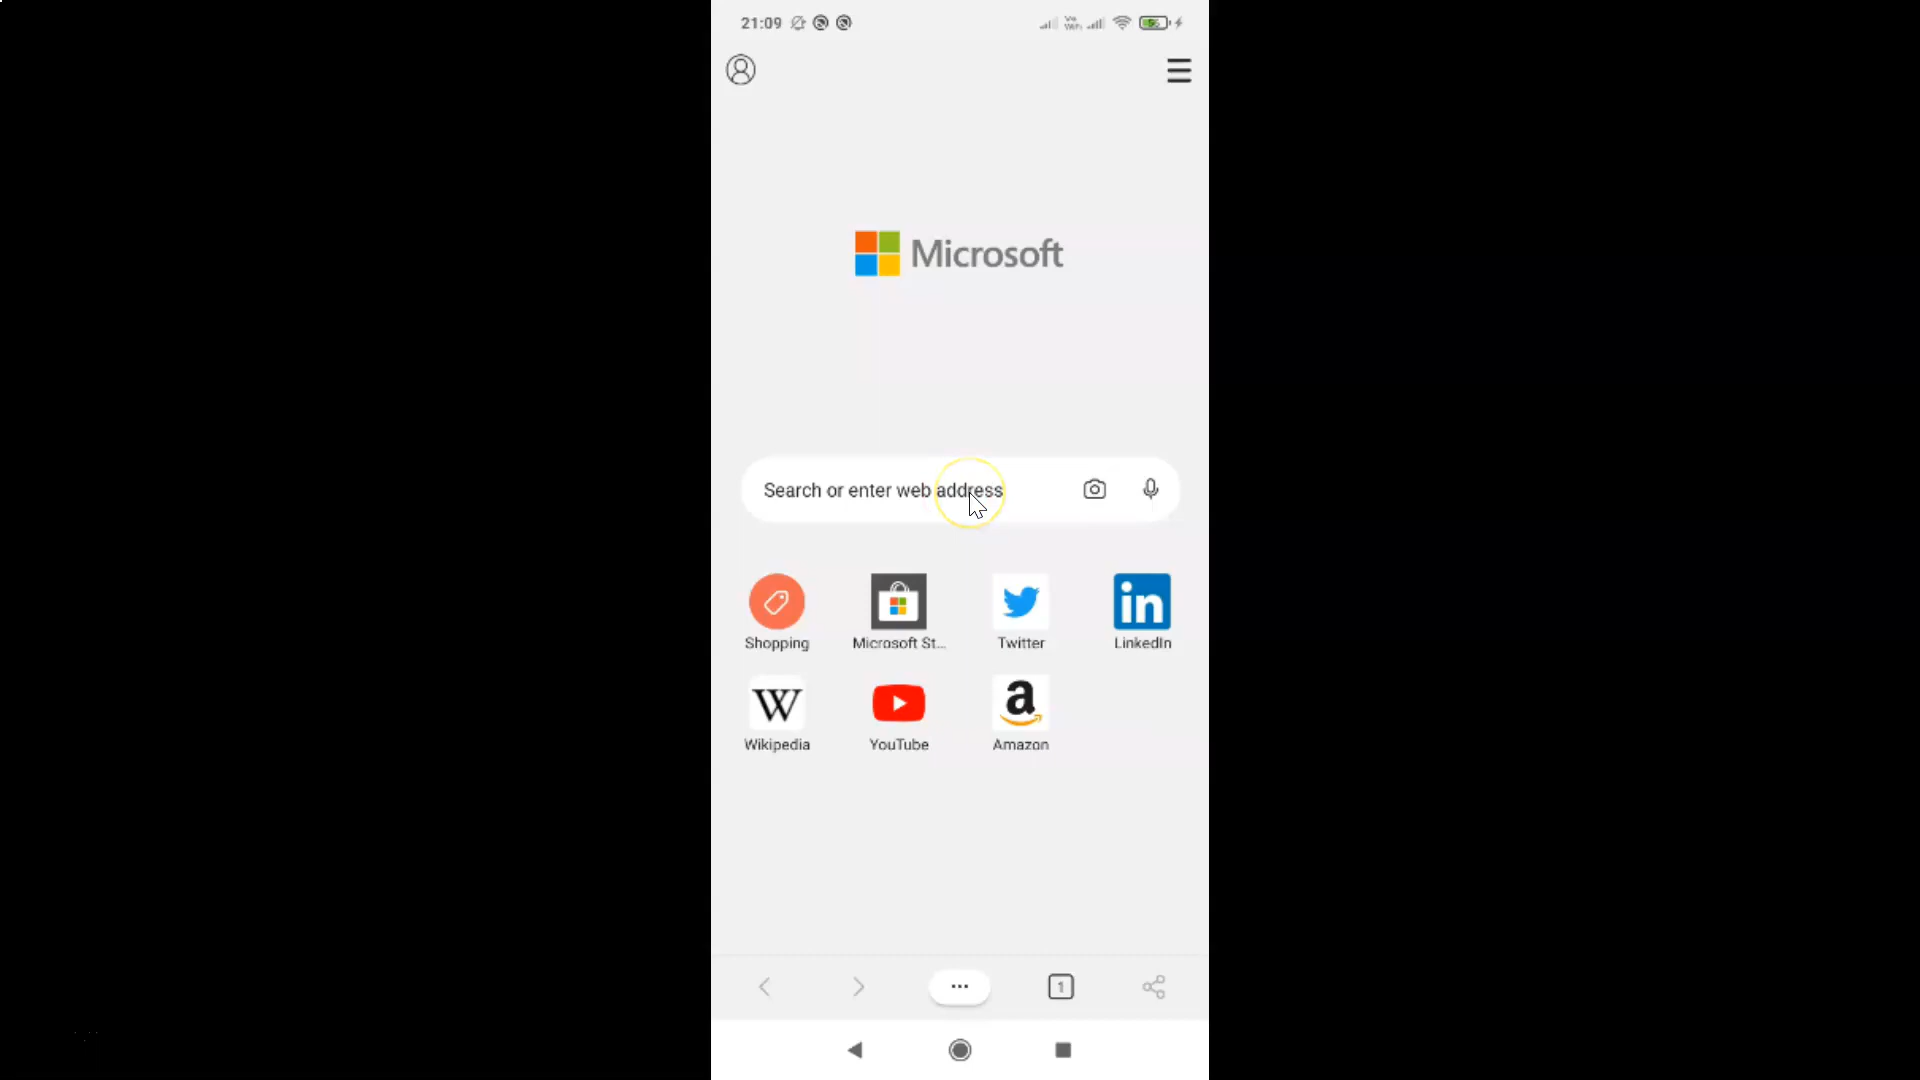 21:09
Microsoft
Search or enter web address
Shopping
Microsoft St...
Twitter
LinkedIn
Wikipedia
YouTube
Amazon
1